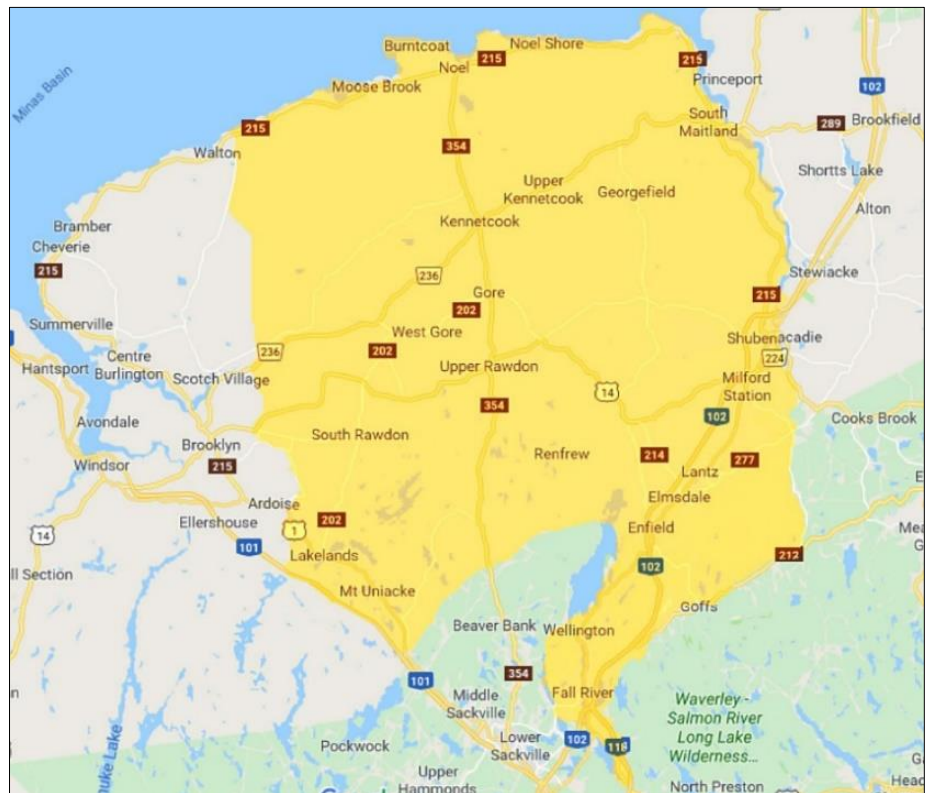 Burntcoat
Noel Shore
215
Noel
215
Princeport
Moose Brook
102
Minas Basin
South
Maitland
289
Brookfield
215
354
Walton
Shortts Lake
Upper
Kennetcook
Georgefield
Alton
Kennetcook
Bramber
Cheverie
215
236
Stewiacke
Gore
215
202
Summerville
West Gore
Shubenacadie
236
202
Centre
Burlington
224
Hantsport
Scotch Village
Upper Rawdon
Milford
Station
14
354
102
Avondale
Cooks Brook
South Rawdon
Brooklyn
Renfrew
214
277
Windsor
215
Lantz
Elmsdale
Ardoise
Ellershouse
202
Enfield
14
1
101
Lakelands
212
ll Section
102
Mt Uniacke
Goffs
Beaver Bank
Wellington
354
101
Middle
Sackville
Fall River
Waverley -
Salmon River
Long Lake
Wilderness...
Lower
Sackville
102
118
Pockwock
Upper
Hammonds
North Preston
uke Lake
Head